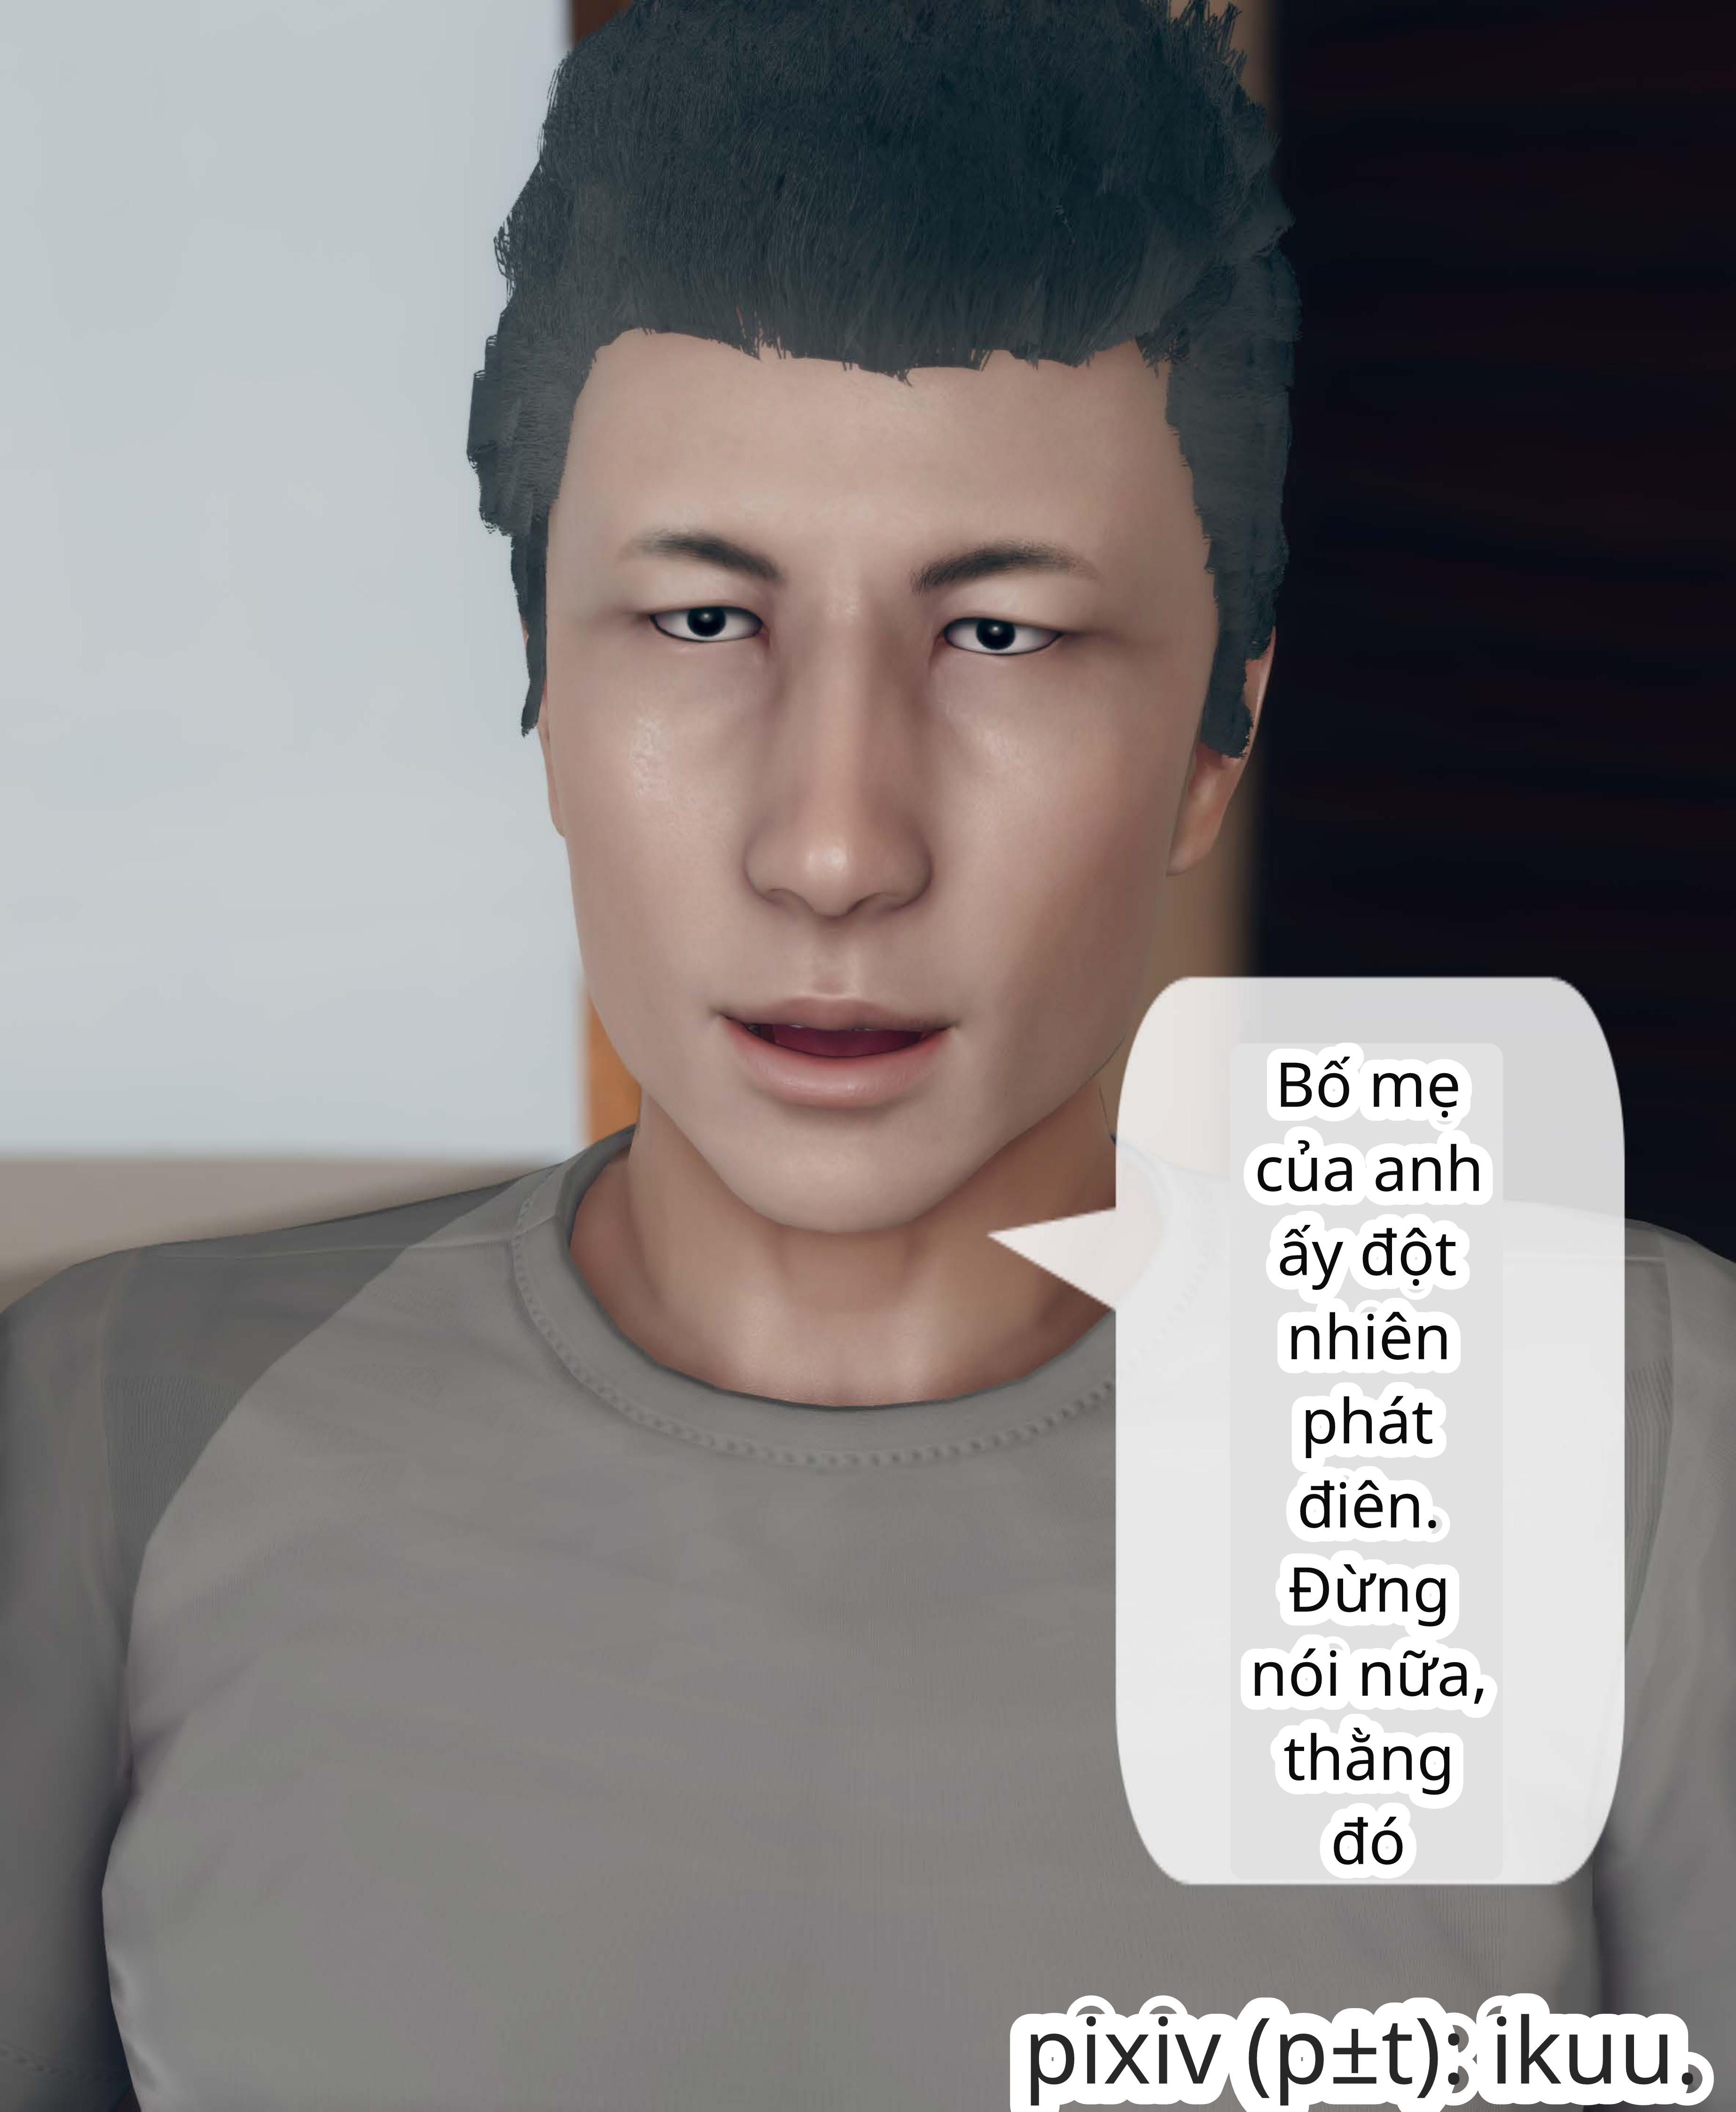 Bố mẹ
của anh
ấy đột
nhiên
phát
điên.
Đừng
nói nữa,
thằng
đó
pixiv (p±t): ikuu.